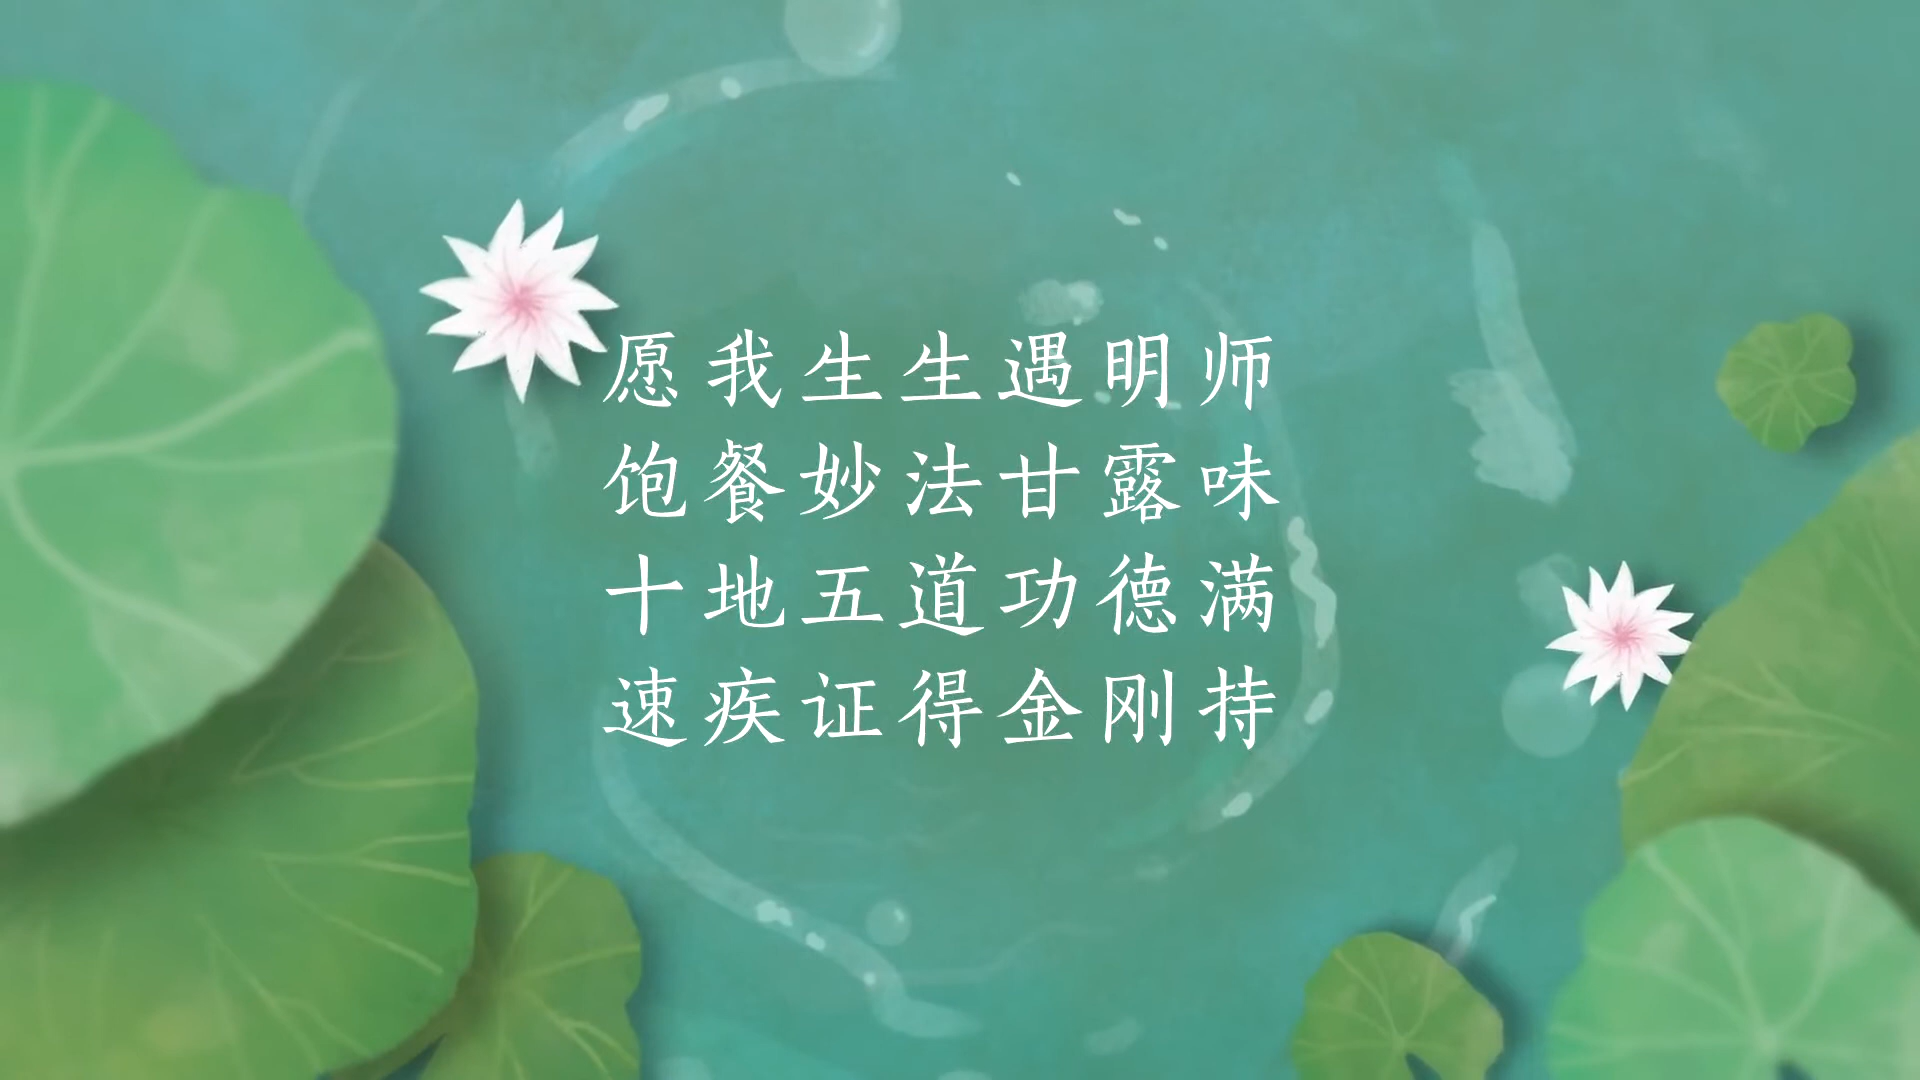 愿我生生遇明师
饱餐妙法甘露味
十地五道功德满
速疾证得金刚持